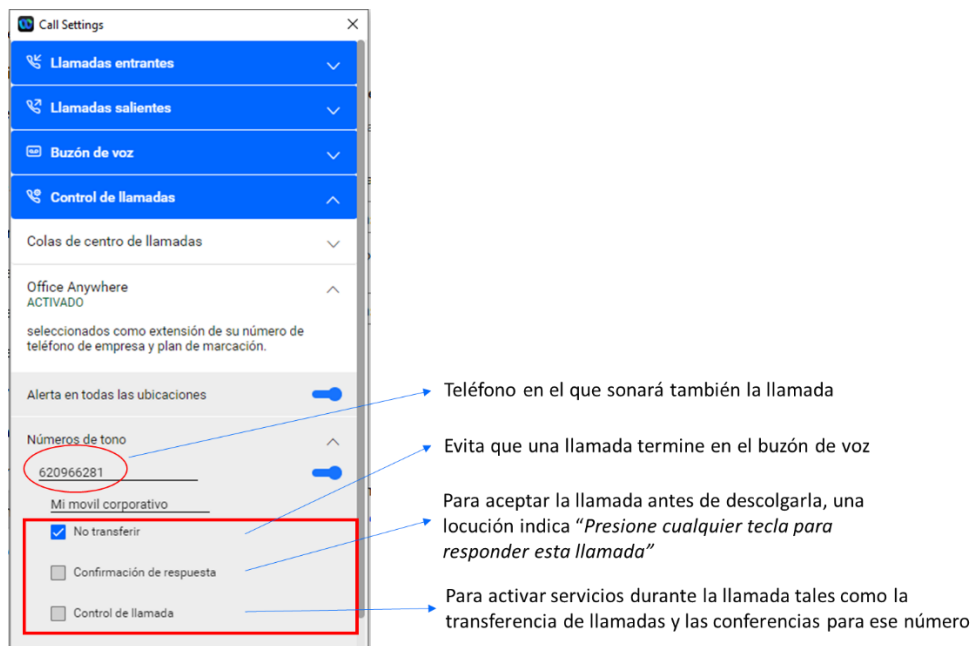 Call Settings
Llamadas entrantes
Llamadas salientes
Buzón de voz
Control de llamadas
Colas de centro de llamadas
Office Anywhere
ACTIVADO
seleccionados como extensión de su número de
teléfono de empresa y plan de marcación.
Alerta en todas las ubicaciones
Números de tono
620966281
Mi movil corporativo
No transferir
Confirmación de respuesta
Control de llamada
Teléfono en el que sonará también la llamada
Evita que una llamada termine en el buzón de voz
Para aceptar la llamada antes de descolgarla, una
locución indica “Presione cualquier tecla para
responder esta llamada”
Para activar servicios durante la llamada tales como la
transferencia de llamadas y las conferencias para ese número